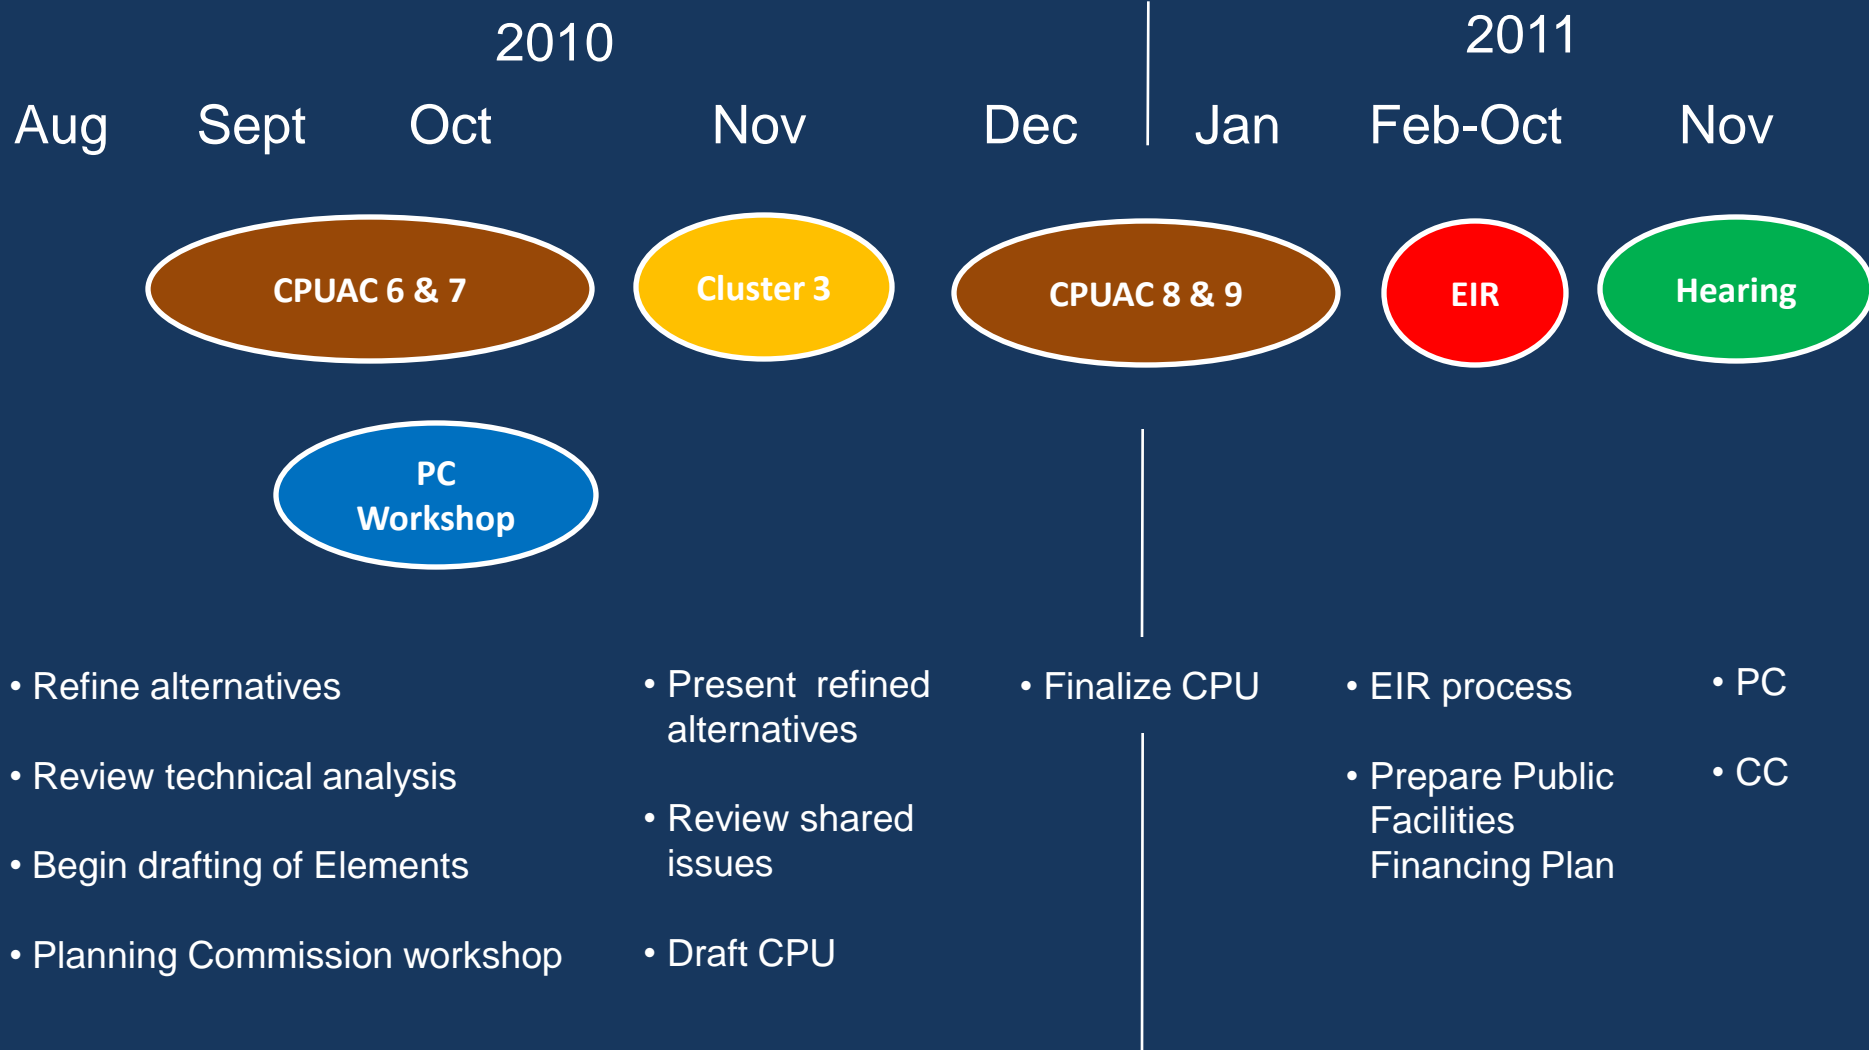 2010
2011
Aug Sept Oct Nov Dec Jan Feb-Oct Nov
CPUAC 6 & 7
Cluster 3
CPUAC 8 & 9
EIR
Hearing
PC
Workshop
• Refine alternatives
• Review technical analysis
• Begin drafting of Elements
• Planning Commission workshop
• Present refined
alternatives
• Review shared
issues
• Draft CPU
• Finalize CPU
• EIR process
• Prepare Public
Facilities
Financing Plan
• PC
• CC